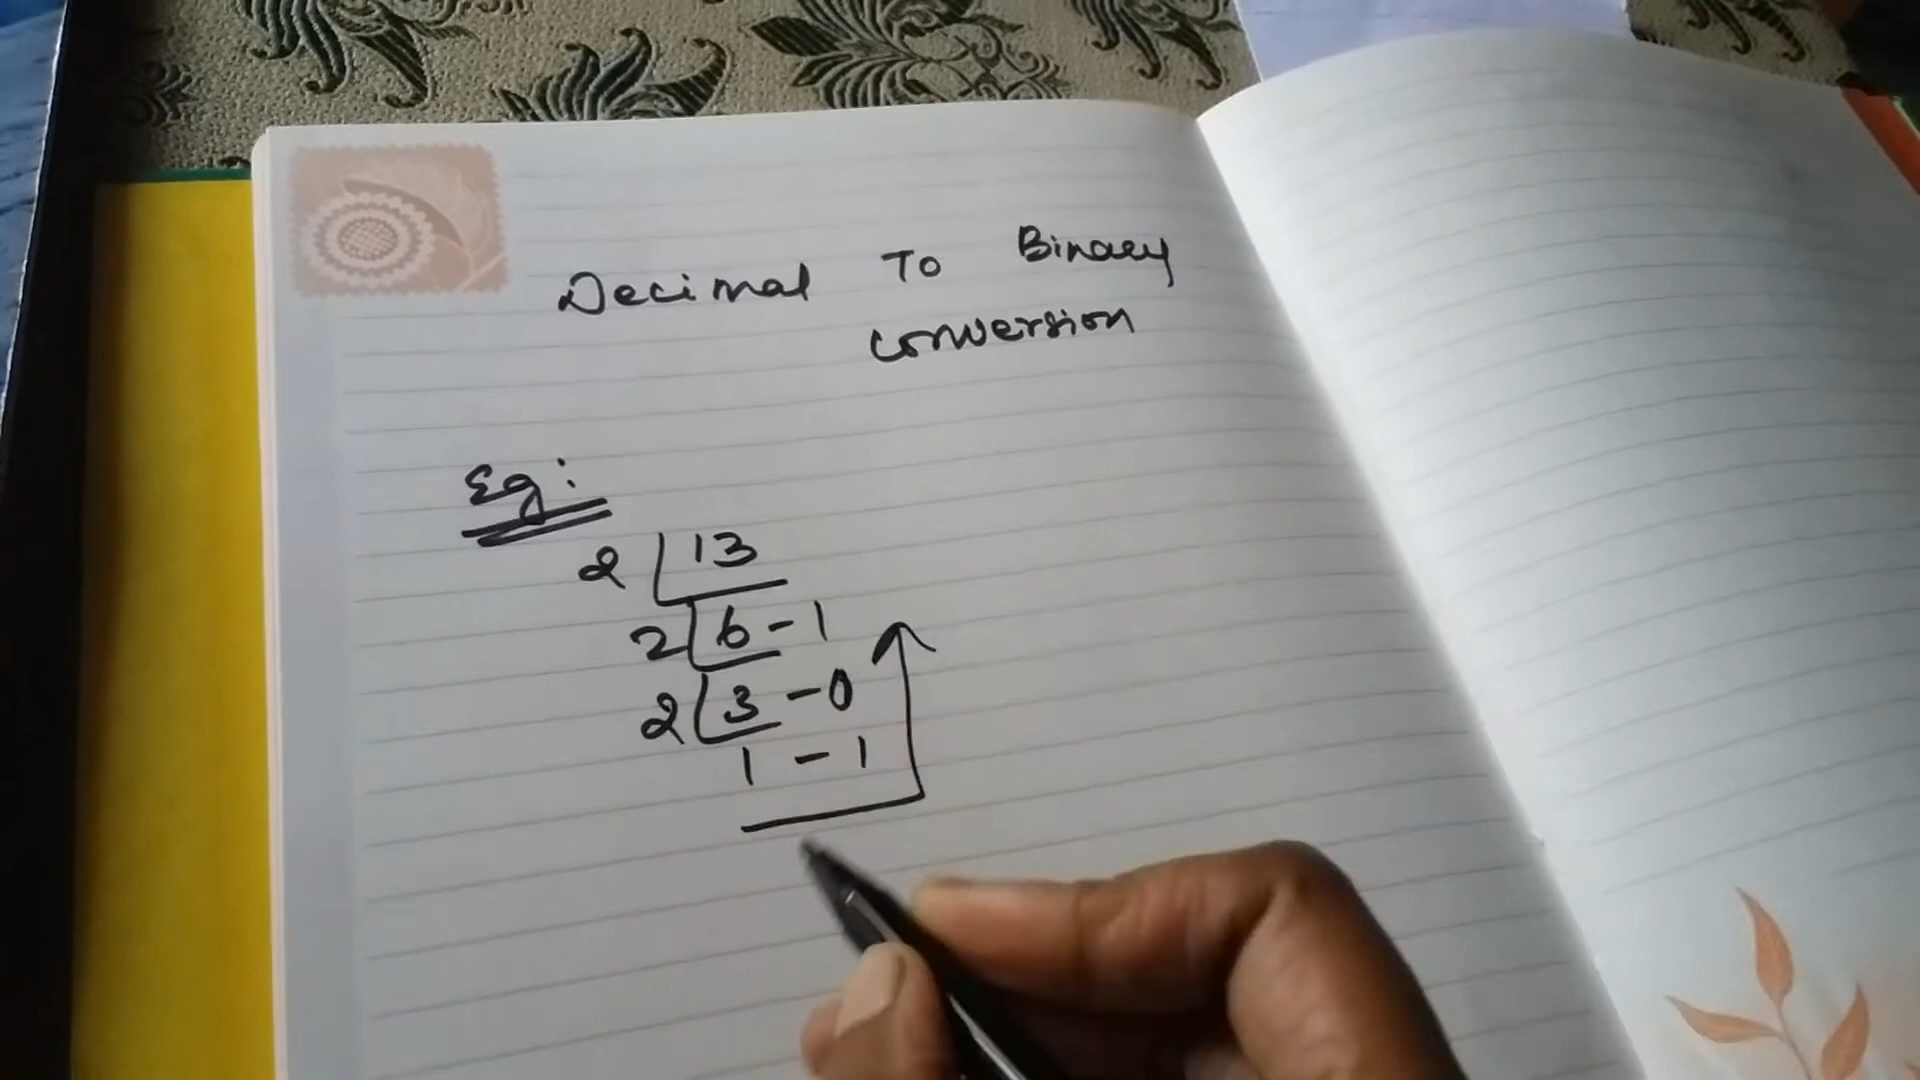 Decimal To Binary
conversion
Eg:
2 13
2 6 - 1
2 3 - 0
1 - 1